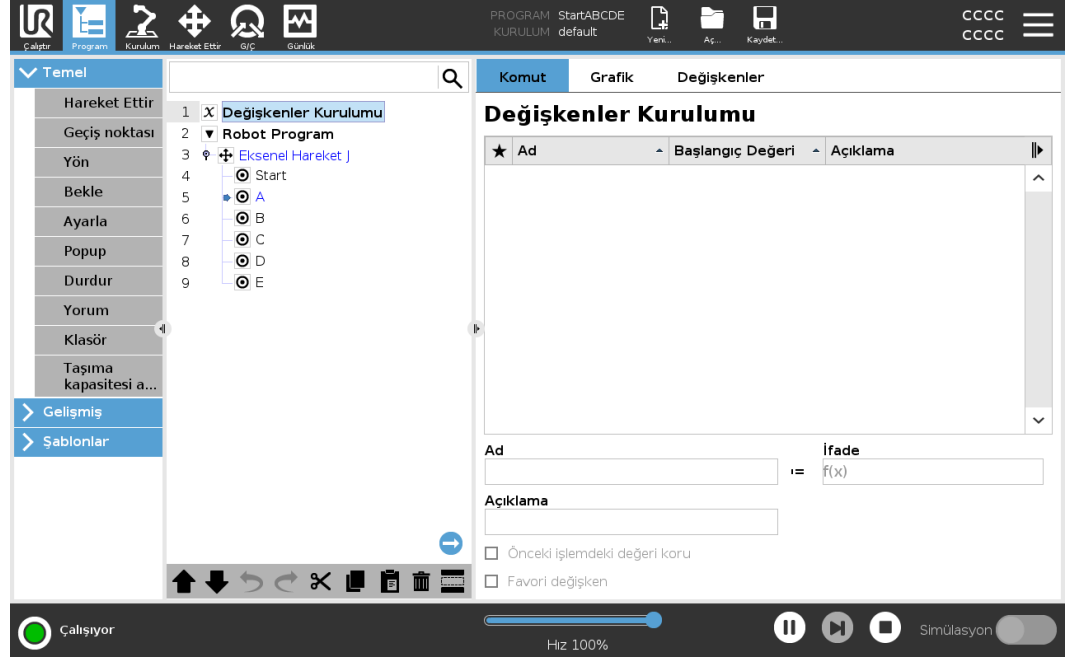 UR
PROGRAM StartABCDE
KURULUM default
CCCC
CCCC
Çalıştır
Program
Kurulum
Hareket Ettir
G/Ç
Günlük
Yeni...
Aç...
Kaydet...
Temel
Hareket Ettir
Geçiş noktası
Yön
Bekle
Ayarla
Popup
Durdur
Yorum
Klasör
Taşıma
kapasitesi a...
Gelişmiş
Şablonlar
1 X Değişkenler Kurulumu
2 Robot Program
3 Eksenel Hareket J
4 Start
5 A
6 B
7 C
8 D
9 E
Komut Grafik Değişkenler
Değişkenler Kurulumu
Ad Başlangıç Değeri Açıklama
Ad İfade
:= f(x)
Açıklama
Önceki işlemdeki değeri koru
Favori değişken
Çalışıyor
Hız 100%
Simülasyon